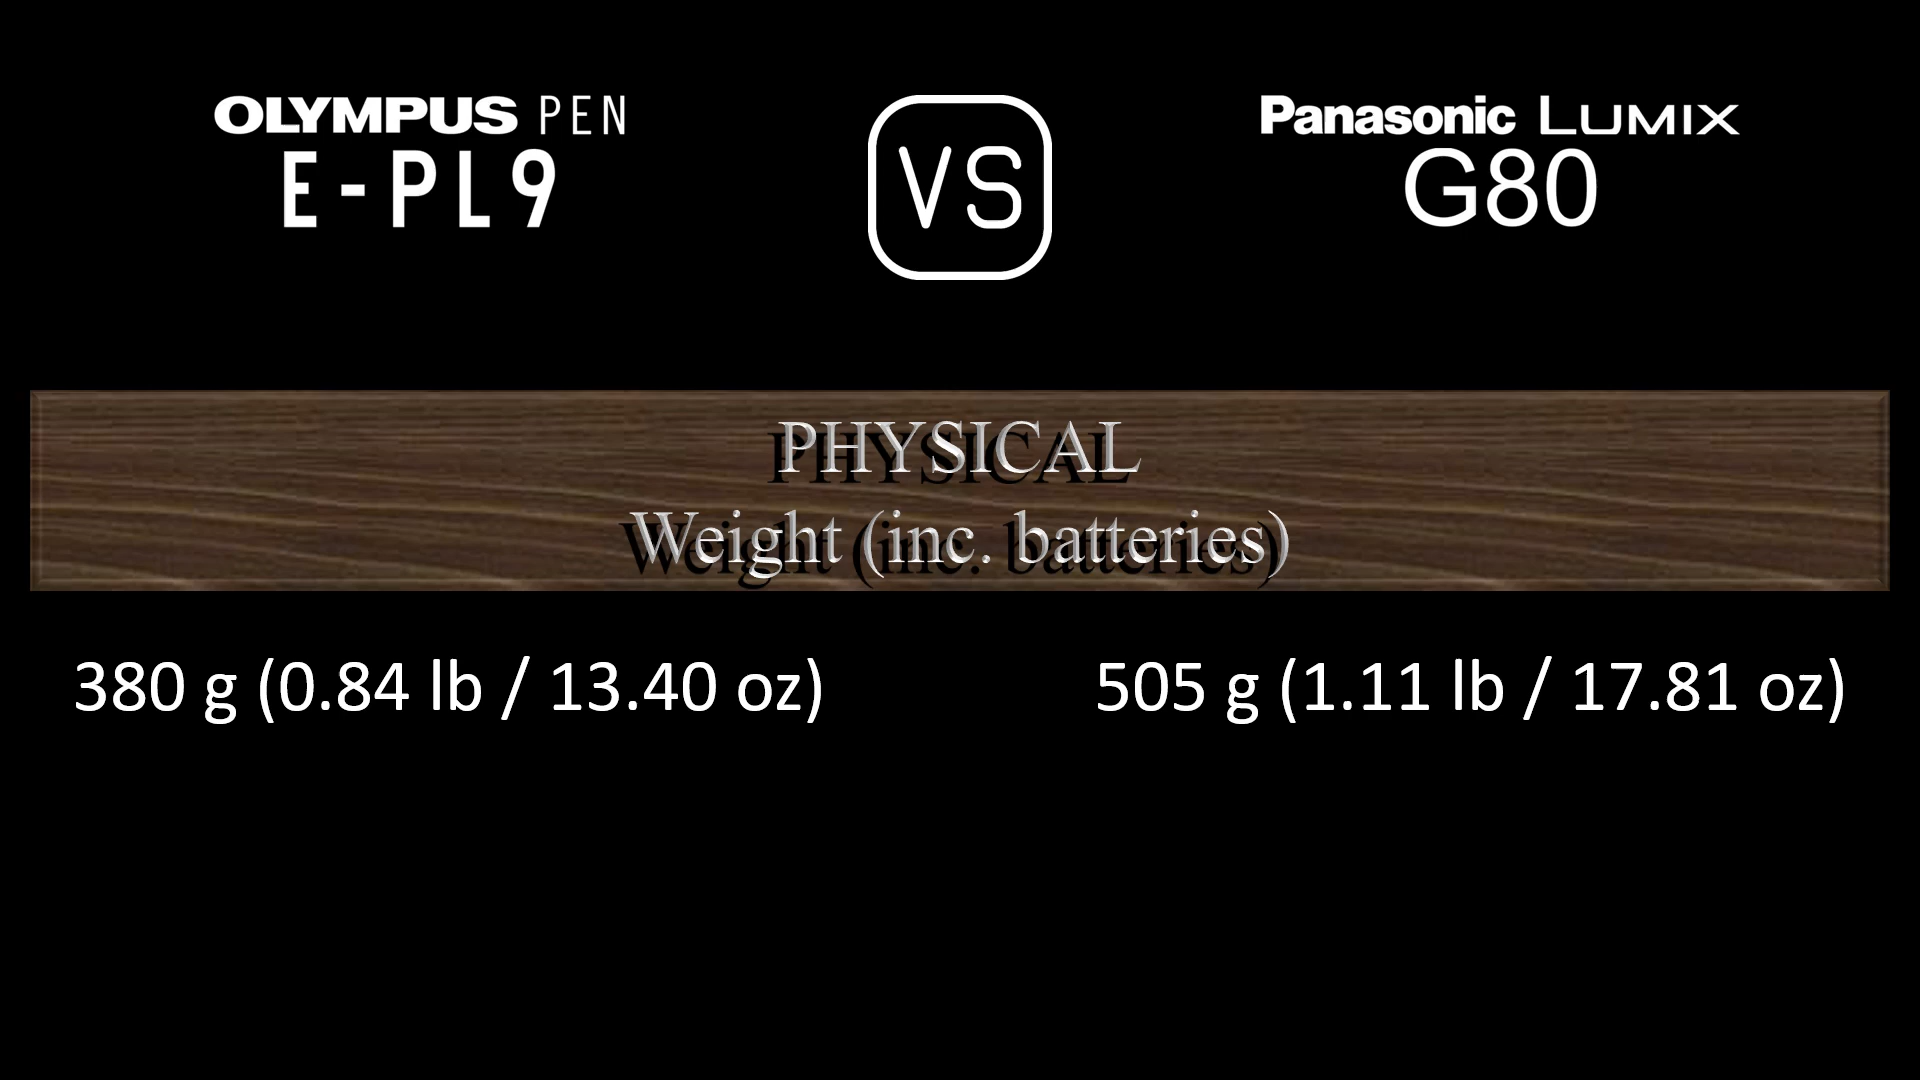 OLYMPUS PEN
E-PL9
VS
Panasonic LUMIX
G80
PHYSICAL
Weight (inc. batteries)
380 g (0.84 lb / 13.40 oz)
505 g (1.11 lb / 17.81 oz)